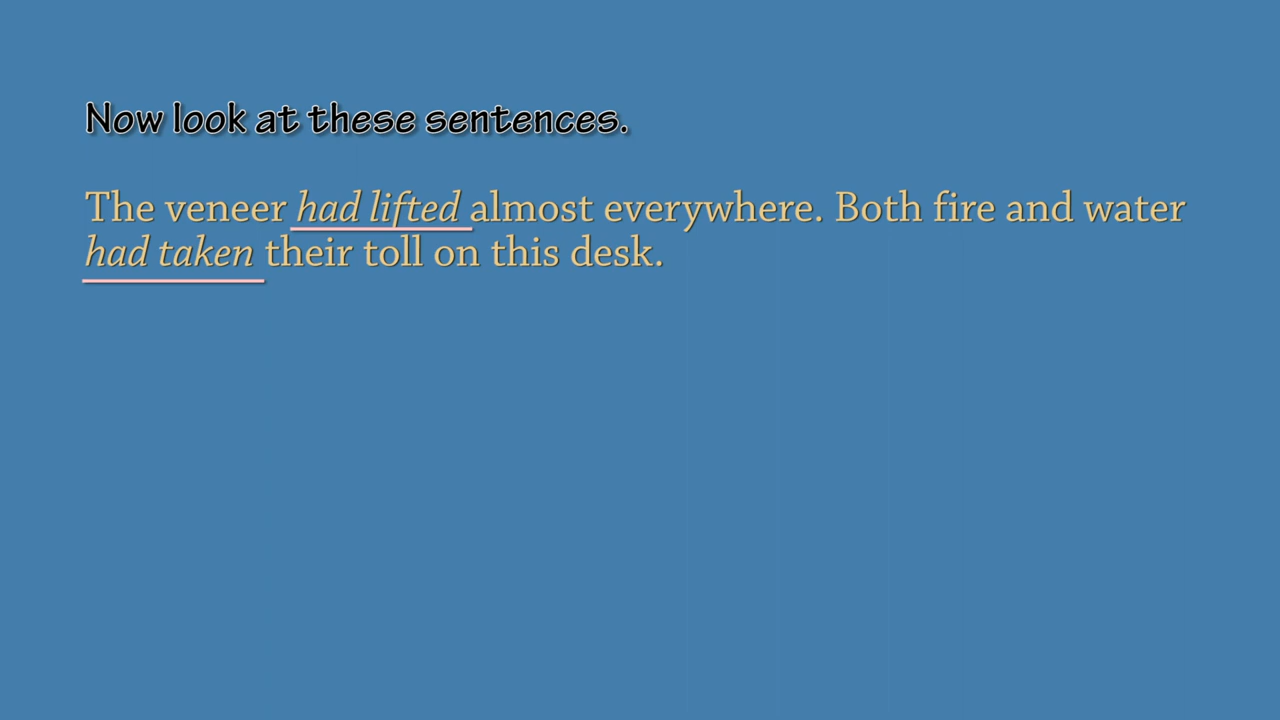 Now look at these sentences.
The veneer had lifted almost everywhere. Both fire and water
had taken their toll on this desk.